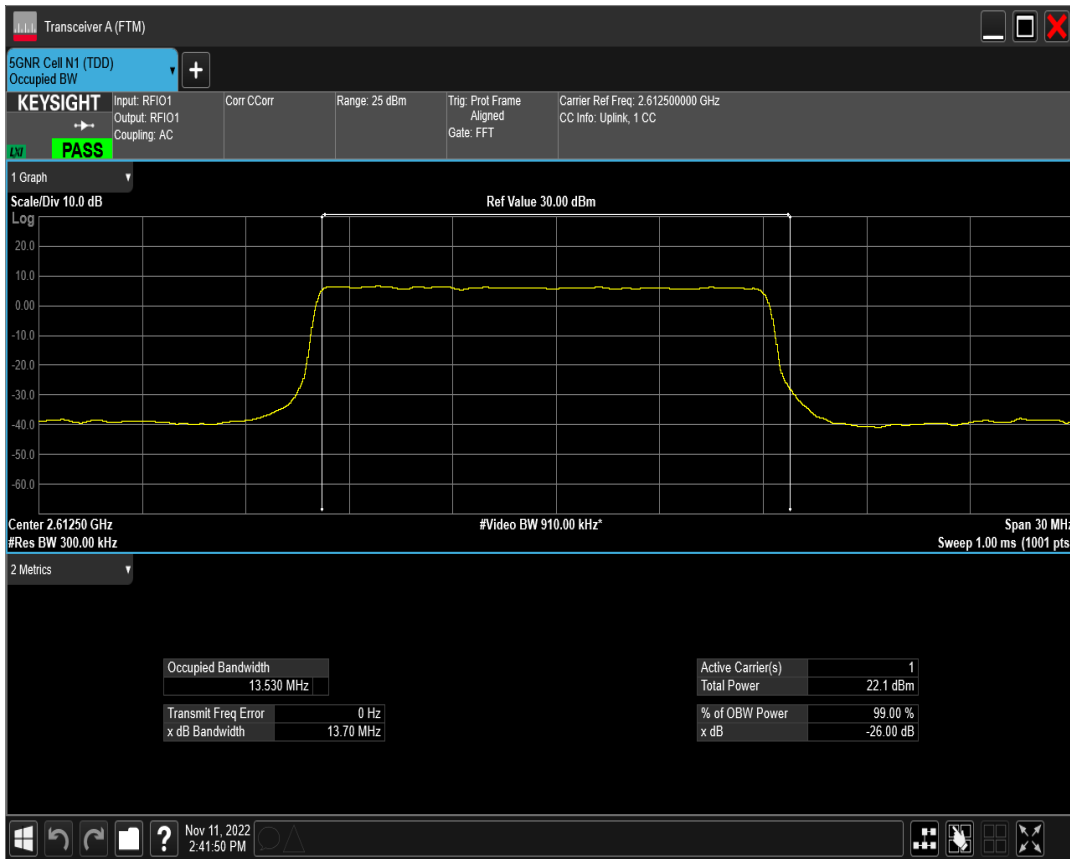 Transceiver A (FTM)
5GNR Cell N1 (TDD)
Occupied BW
+
KEYSIGHT
LXI
PASS
Input: RFIO1
Output: RFIO1
Coupling: AC
Corr CCorr
Range: 25 dBm
Trig: Prot Frame
Aligned
Gate: FFT
Carrier Ref Freq: 2.612500000 GHz
CC Info: Uplink, 1 CC
1 Graph
Scale/Div 10.0 dB
Ref Value 30.00 dBm
Log
20.0
10.0
0.00
-10.0
-20.0
-30.0
-40.0
-50.0
-60.0
Center 2.61250 GHz
#Video BW 910.00 kHz*
Span 30 MHz
#Res BW 300.00 kHz
Sweep 1.00 ms (1001 pts
2 Metrics
Occupied Bandwidth
13.530 MHz
Transmit Freq Error 0 Hz
x dB Bandwidth 13.70 MHz
Active Carrier(s) 1
Total Power 22.1 dBm
% of OBW Power 99.00 %
x dB -26.00 dB
?
Nov 11, 2022
2:41:50 PM